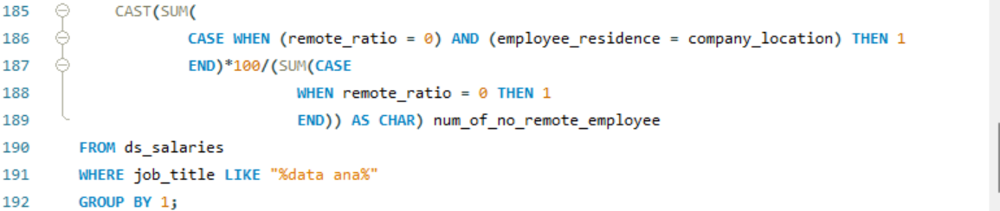 185 CAST(SUM(
186 CASE WHEN (remote_ratio = 0) AND (employee_residence = company_location) THEN 1
187 END)*100/(SUM(CASE
188 WHEN remote_ratio = 0 THEN 1
189 END)) AS CHAR) num_of_no_remote_employee
190 FROM ds_salaries
191 WHERE job_title LIKE "%data ana%"
192 GROUP BY 1;